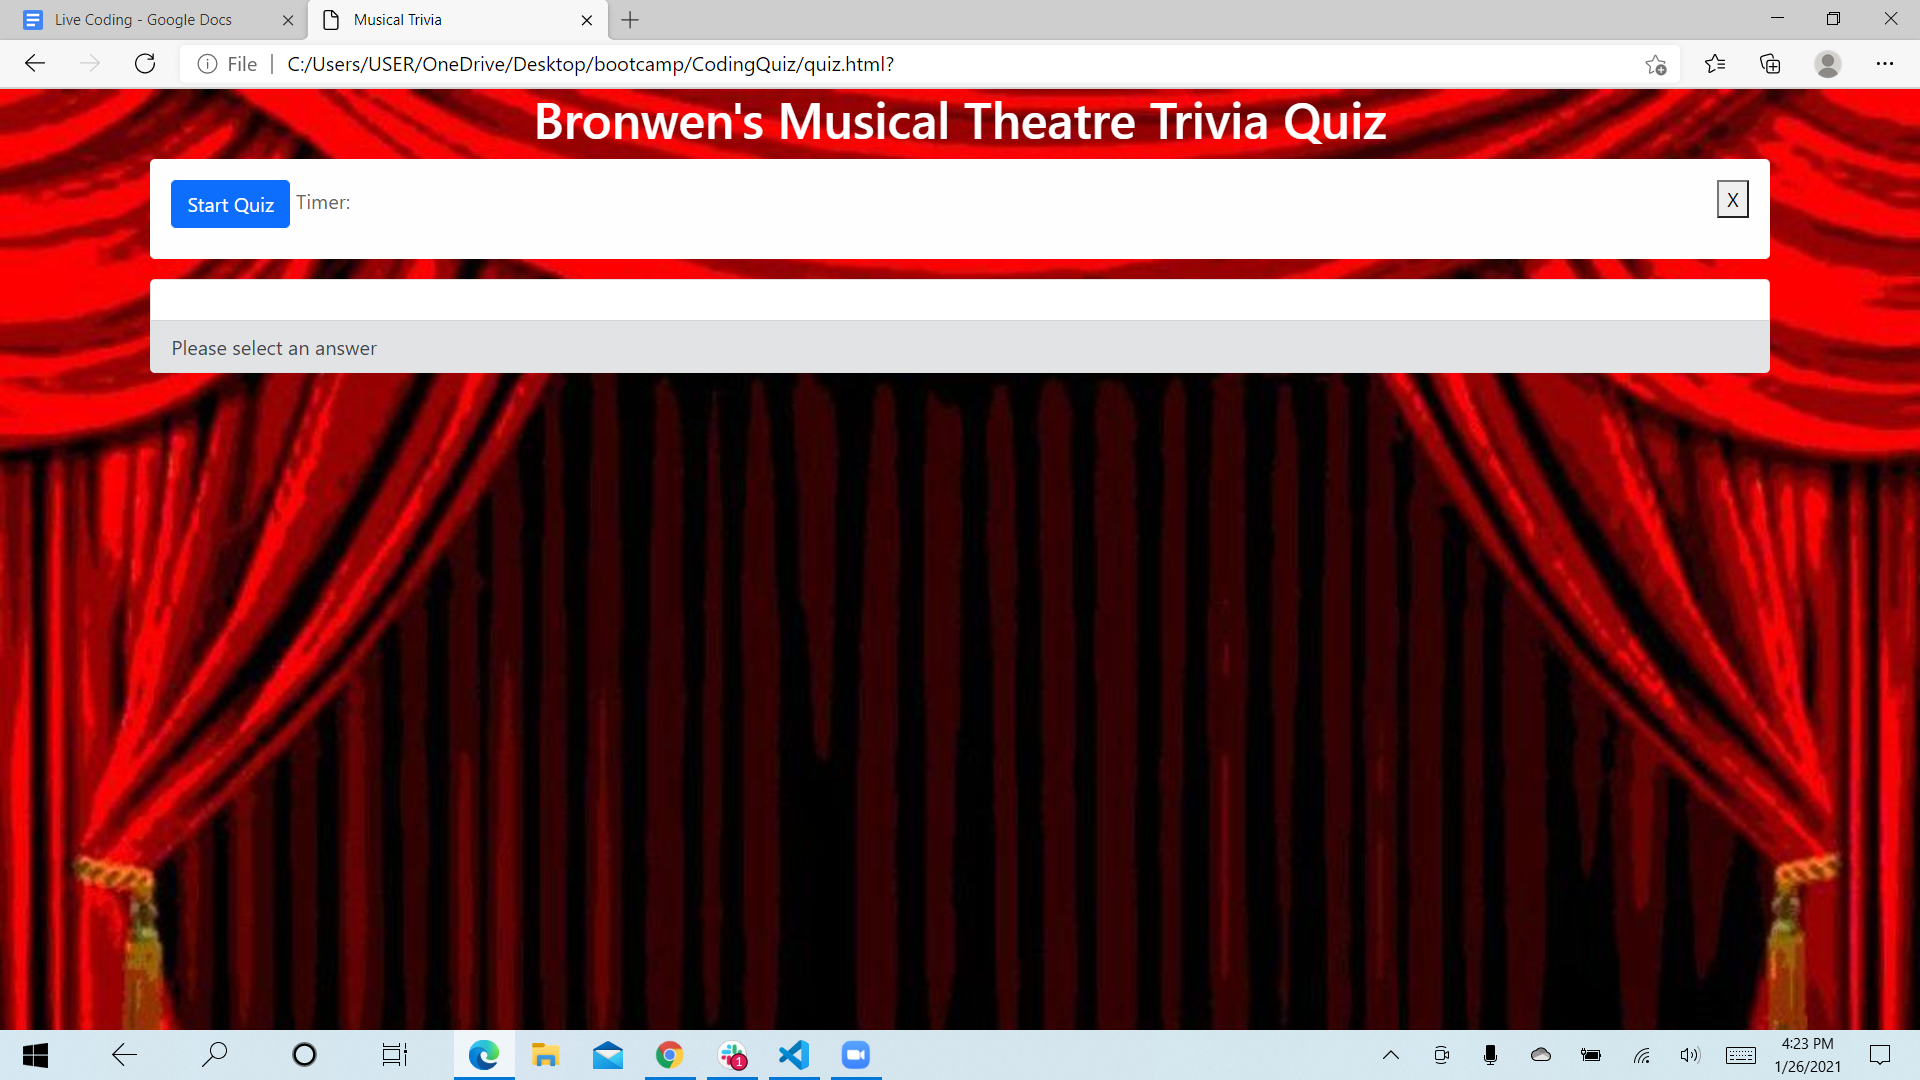 Live Coding - Google Docs
Musical Trivia
File
C:/Users/USER/OneDrive/Desktop/bootcamp/CodingQuiz/quiz.html?
Bronwen's Musical Theatre Trivia Quiz
Start Quiz Timer: X
Please select an answer
1
4:23 PM
1/26/2021